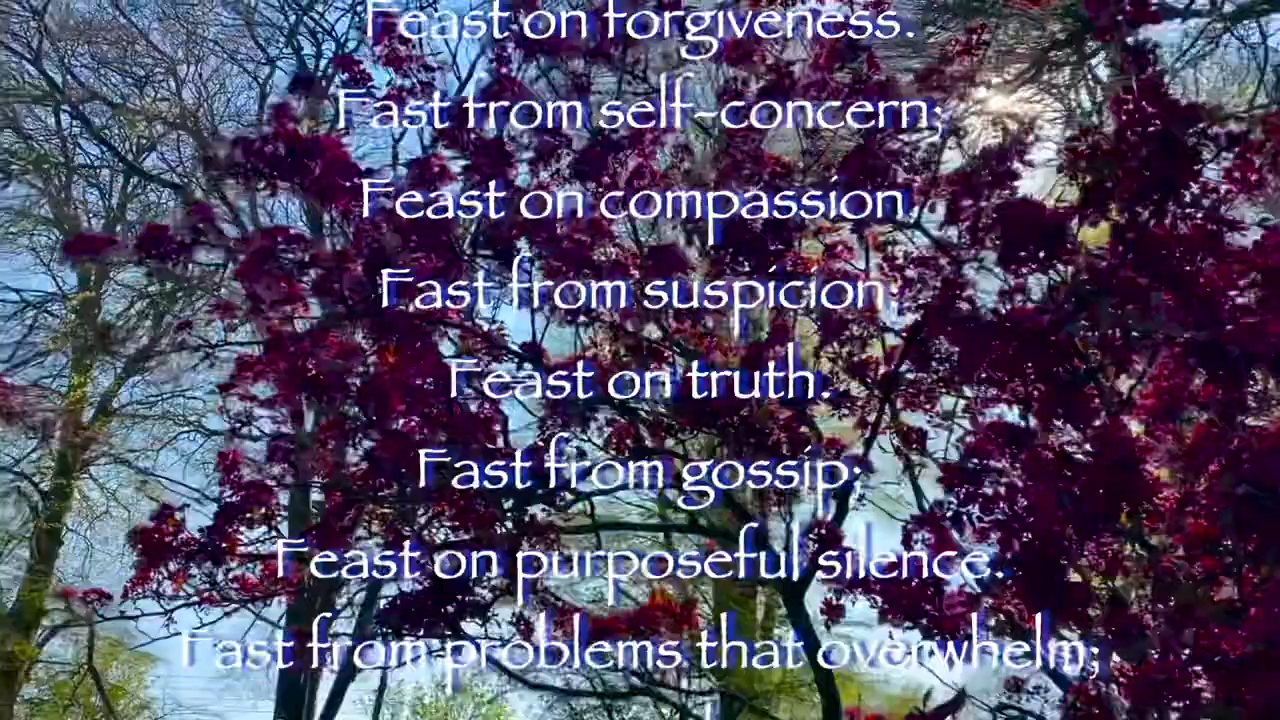 Feast on forgiveness.
Fast from self-concern;
Feast on compassion.
Fast from suspicion;
Feast on truth.
Fast from gossip;
Feast on purposeful silence.
Fast from problems that overwhelm;